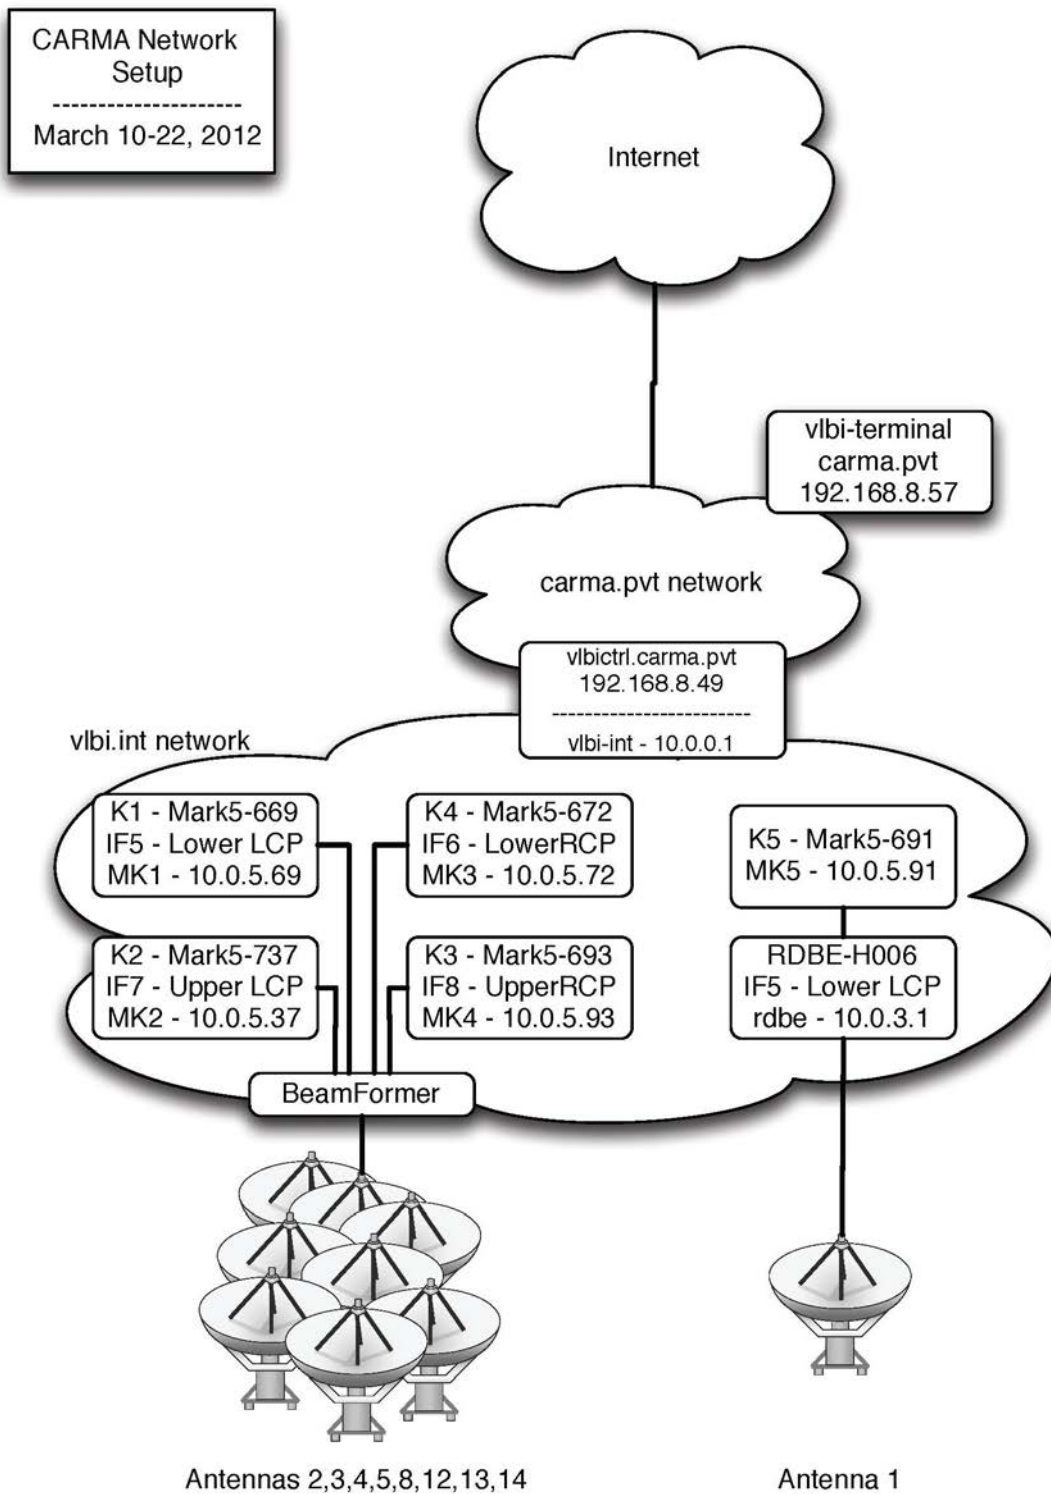 CARMA Network
Setup
---------------------
March 10-22, 2012
Internet
vlbi-terminal
carma.pvt
192.168.8.57
carma.pvt network
vlbictrl.carma.pvt
192.168.8.49
------------------------
vlbi-int - 10.0.0.1
vlbi.int network
K1 - Mark5-669
IF5 - Lower LCP
MK1 - 10.0.5.69
K4 - Mark5-672
IF6 - LowerRCP
MK3 - 10.0.5.72
K5 - Mark5-691
MK5 - 10.0.5.91
K2 - Mark5-737
IF7 - Upper LCP
MK2 - 10.0.5.37
K3 - Mark5-693
IF8 - UpperRCP
MK4 - 10.0.5.93
RDBE-H006
IF5 - Lower LCP
rdbe - 10.0.3.1
BeamFormer
Antennas 2,3,4,5,8,12,13,14
Antenna 1